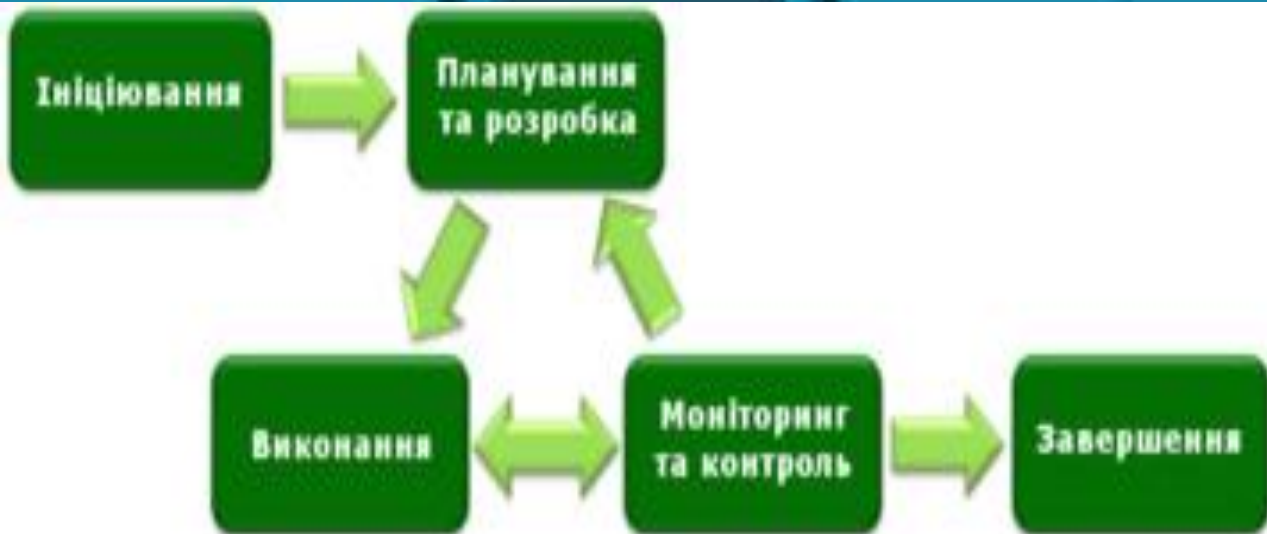 Ініціювання
Планування
та розробка
Виконання
Моніторинг
та контроль
Завершення